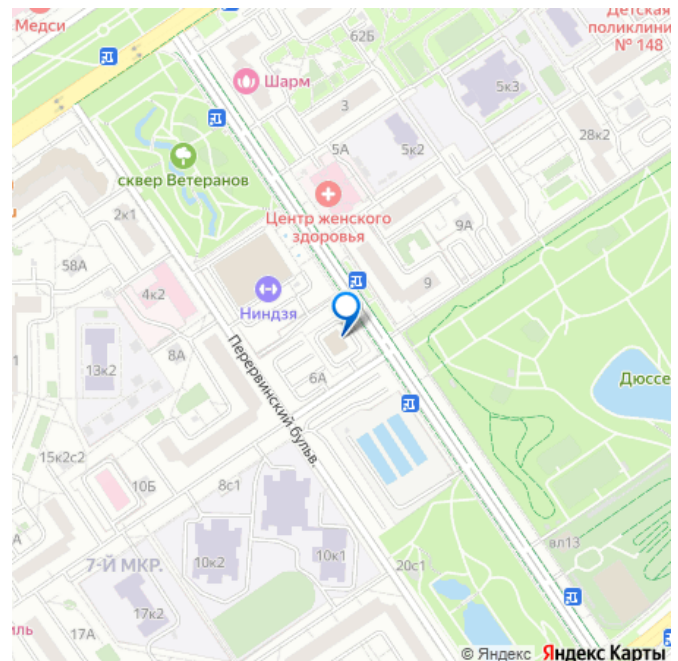 Медси
62Б
Детская
поликлини
№ 148
Шарм
3
5к3
5А
5к2
28к2
сквер Ветеранов
2к1
Центр женского
здоровья
9А
58А
4к2
9
Ниндзя
8А
13к2
6А
Дюссе
Перервинский бульв.
15к2с2
10Б
8с1
А
7-Й МКР.
10к2
10к1
20с1
вл13
17к2
йль
17А
© Яндекс Яндекс Карты